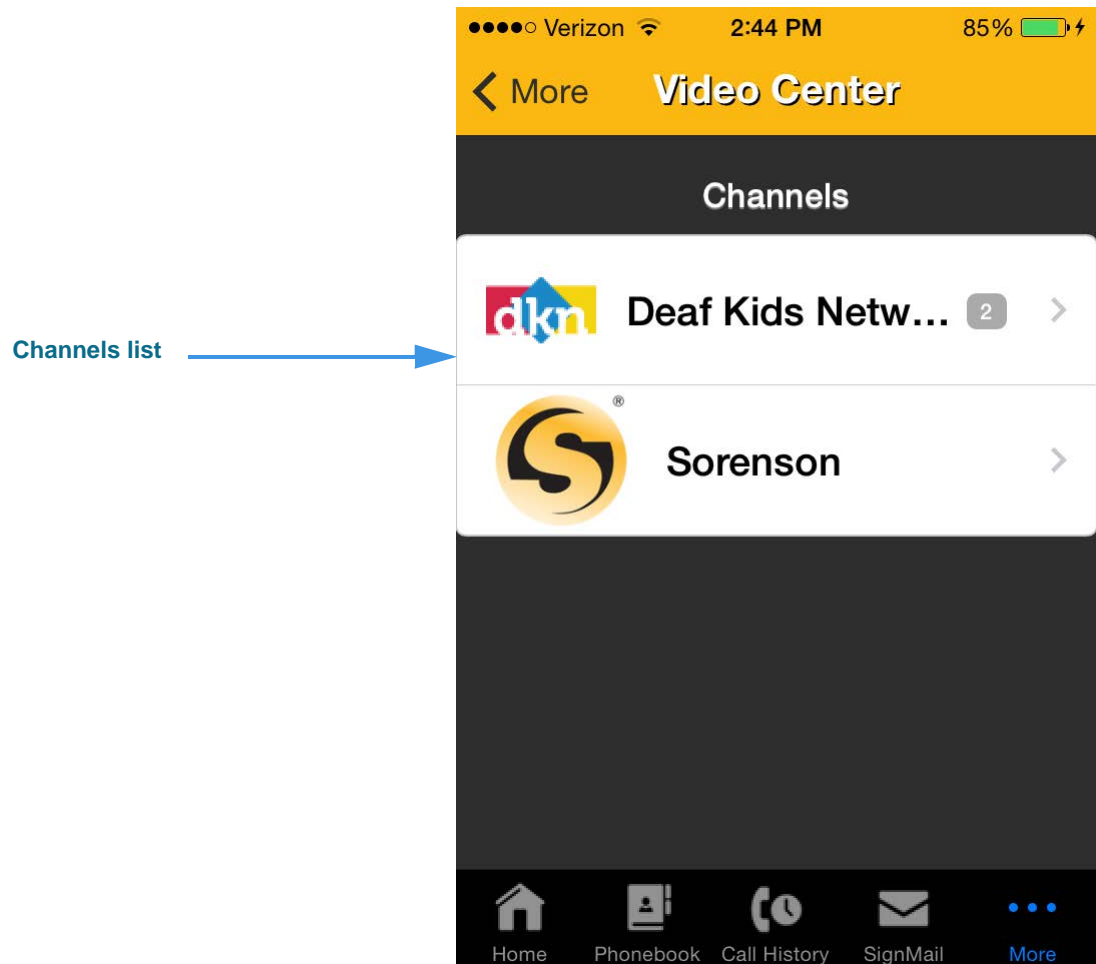 Verizon 2:44 PM 85%
More Video Center
Channels
dkn Deaf Kids Netw... 2
Channels list
S ®
Sorenson
Home Phonebook Call History SignMail More